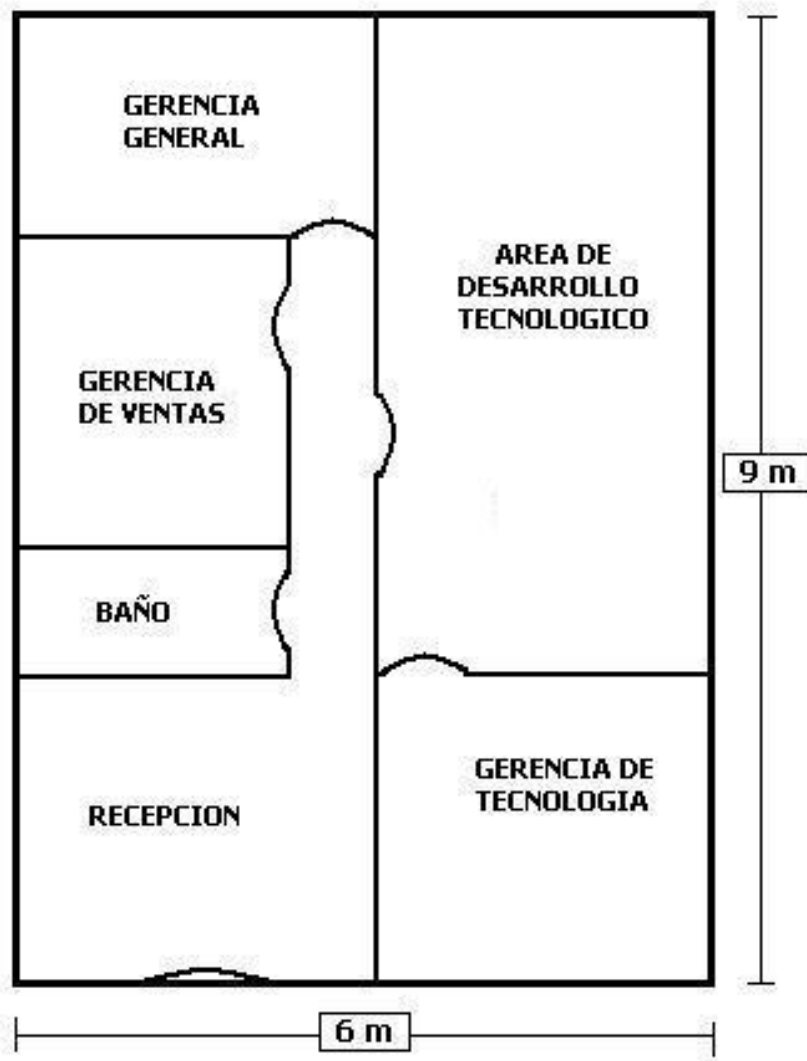 GERENCIA
GENERAL
AREA DE
DESARROLLO
TECNOLOGICO
GERENCIA
DE VENTAS
9 m
BAÑO
GERENCIA DE
TECNOLOGIA
RECEPCION
6 m